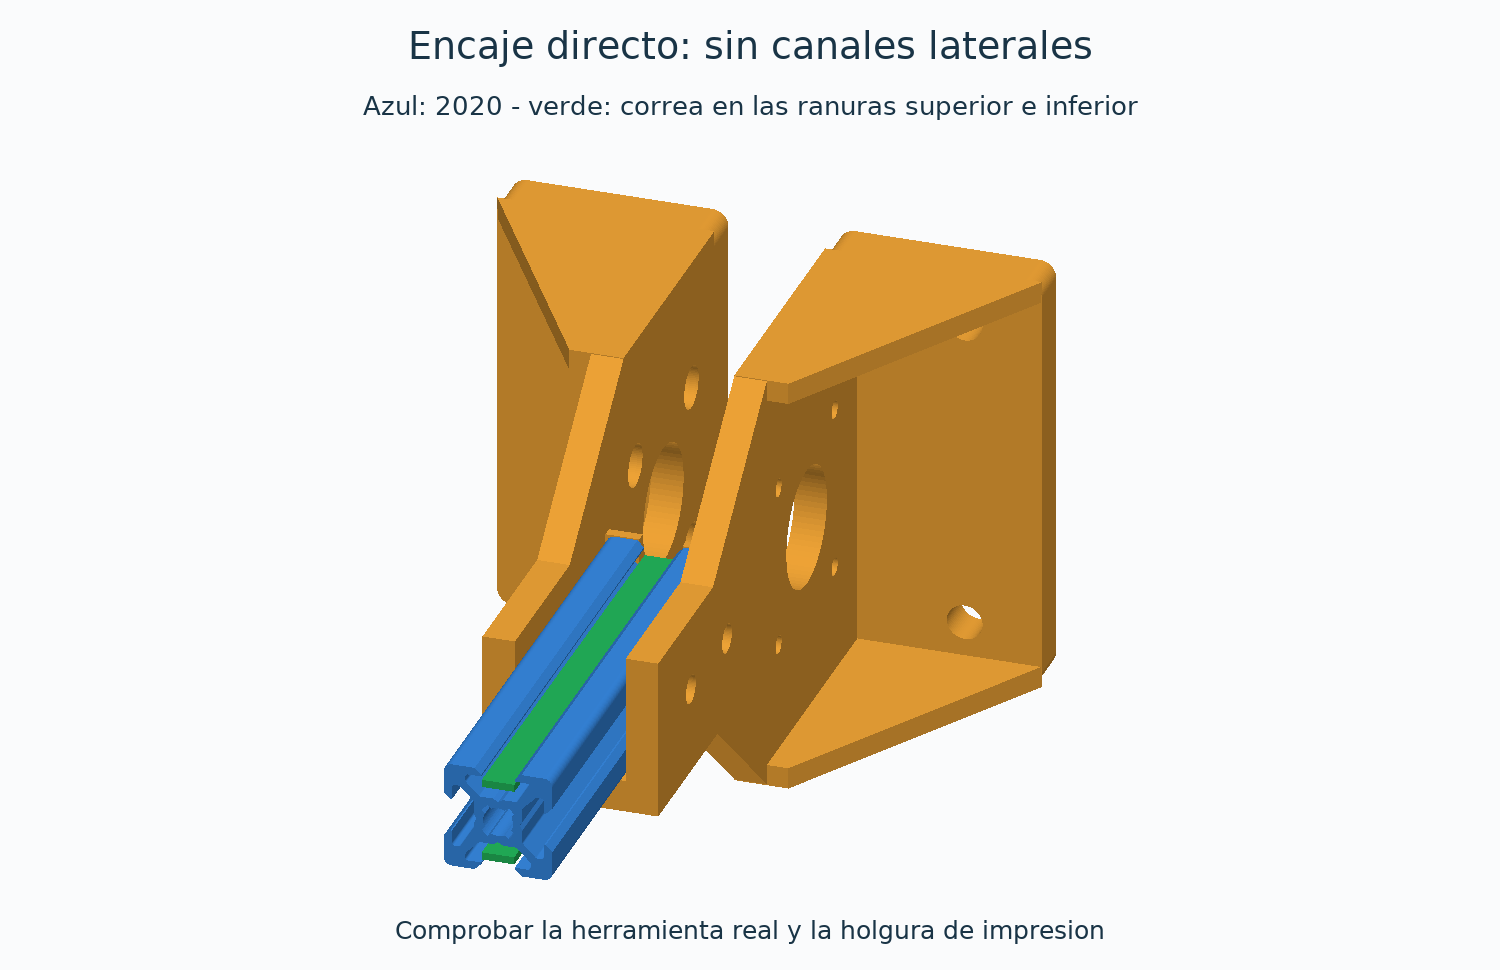 Encaje directo: sin canales laterales
Azul: 2020 - verde: correa en las ranuras superior e inferior
Comprobar la herramienta real y la holgura de impresion